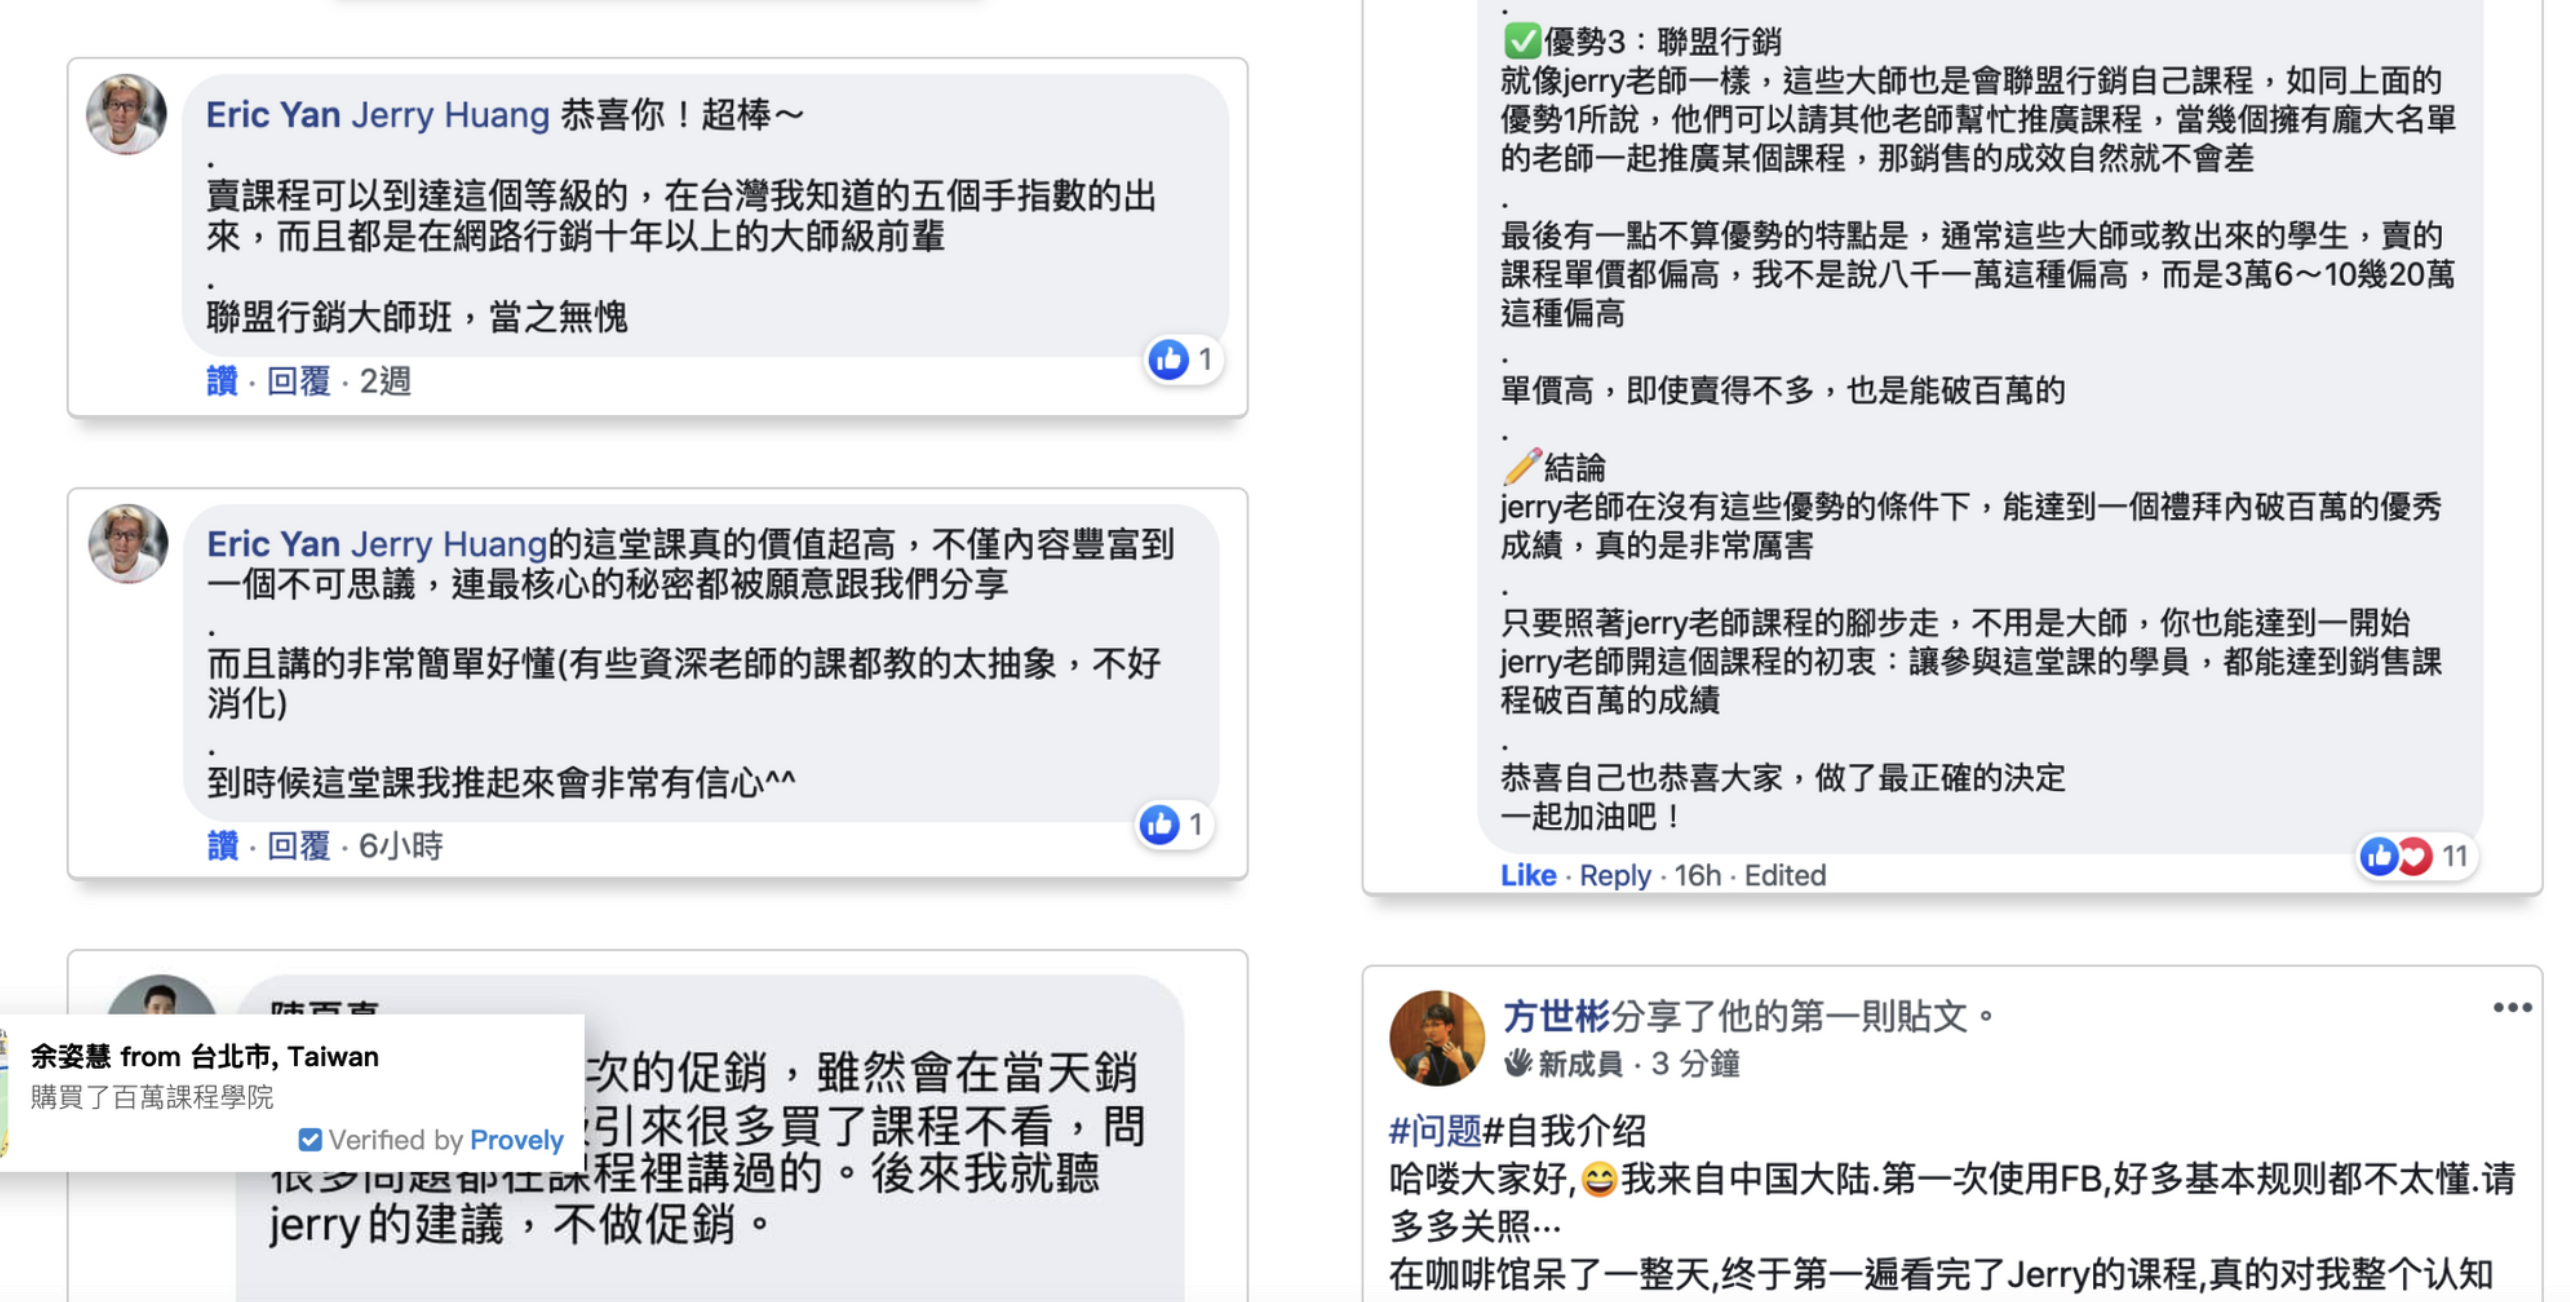 Eric Yan Jerry Huang 恭喜你！超棒～
.
賣課程可以到達這個等級的，在台灣我知道的五個手指數的出
來，而且都是在網路行銷十年以上的大師級前輩
.
聯盟行銷大師班，當之無愧
1
讚 · 回覆 · 2週
Eric Yan Jerry Huang的這堂課真的價值超高，不僅內容豐富到
一個不可思議，連最核心的秘密都被願意跟我們分享
.
而且講的非常簡單好懂(有些資深老師的課都教的太抽象，不好
消化)
.
到時候這堂課我推起來會非常有信心^^
1
讚 · 回覆 · 6小時
次的促銷，雖然會在當天銷
引來很多買了課程不看，問
很多問題都在課程裡講過的。後來我就聽
jerry的建議，不做促銷。
余姿慧 from 台北市, Taiwan
購買了百萬課程學院
Verified by Provely
.
✅優勢3：聯盟行銷
就像jerry老師一樣，這些大師也是會聯盟行銷自己課程，如同上面的
優勢1所說，他們可以請其他老師幫忙推廣課程，當幾個擁有龐大名單
的老師一起推廣某個課程，那銷售的成效自然就不會差
.
最後有一點不算優勢的特點是，通常這些大師或教出來的學生，賣的
課程單價都偏高，我不是說八千一萬這種偏高，而是3萬6～10幾20萬
這種偏高
.
單價高，即使賣得不多，也是能破百萬的
.
✏️結論
jerry老師在沒有這些優勢的條件下，能達到一個禮拜內破百萬的優秀
成績，真的是非常厲害
.
只要照著jerry老師課程的腳步走，不用是大師，你也能達到一開始
jerry老師開這個課程的初衷：讓參與這堂課的學員，都能達到銷售課
程破百萬的成績
.
恭喜自己也恭喜大家，做了最正確的決定
一起加油吧！
11
Like · Reply · 16h · Edited
方世彬分享了他的第一則貼文。
👋新成員 · 3 分鐘
#问题#自我介绍
哈喽大家好,😄我来自中国大陆.第一次使用FB,好多基本规则都不太懂.请
多多关照…
在咖啡馆呆了一整天,终于第一遍看完了Jerry的课程,真的对我整个认知